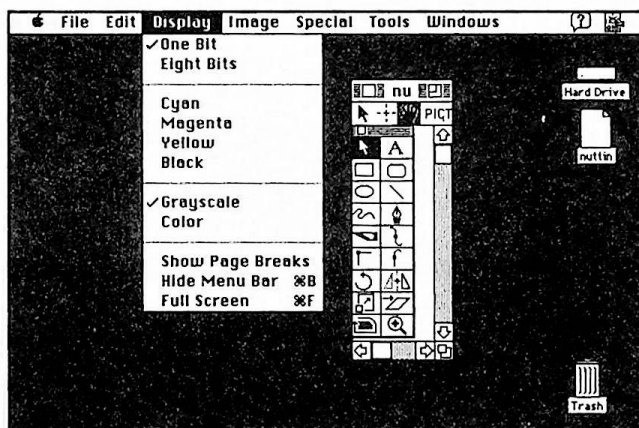 File Edit Display Image Special Tools Windows
✓One Bit
Eight Bits
Cyan
Magenta
Yellow
Black
✓Grayscale
Color
Show Page Breaks
Hide Menu Bar ⌘B
Full Screen ⌘F
nu
PICT
A
Hard Drive
nuttin
Trash